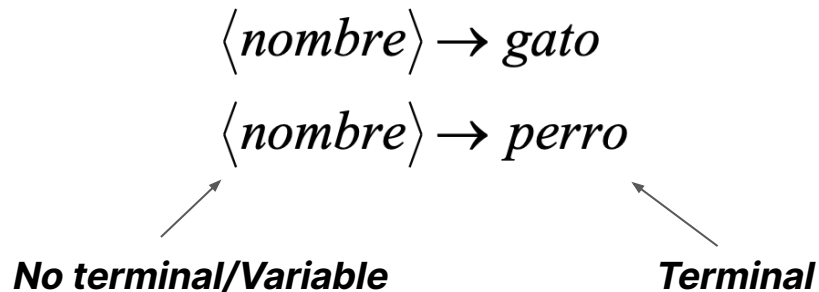 ⟨nombre⟩ → gato
⟨nombre⟩ → perro
No terminal/Variable
Terminal